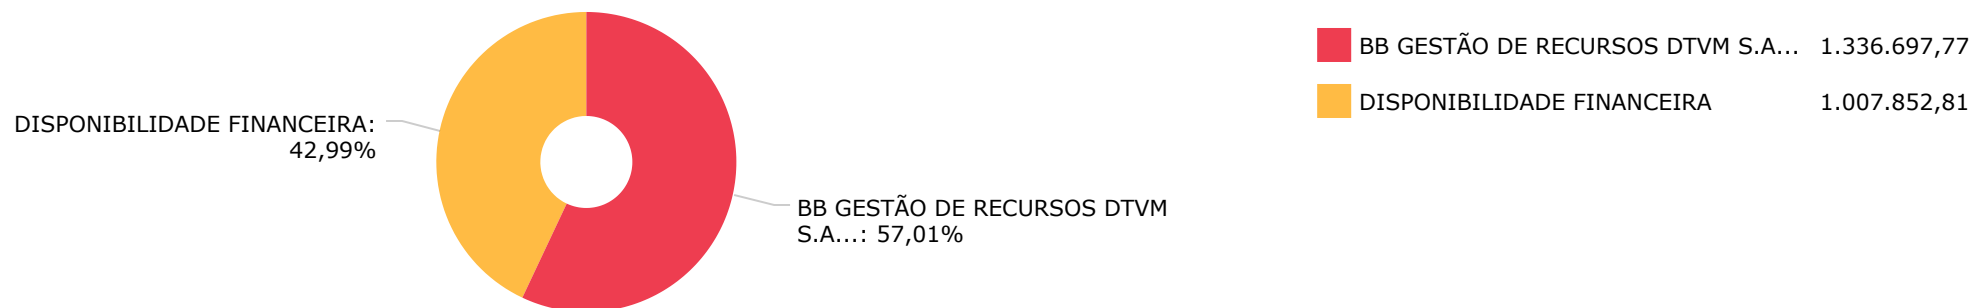 DISPONIBILIDADE FINANCEIRA:
42,99%
BB GESTÃO DE RECURSOS DTVM
S.A...: 57,01%
BB GESTÃO DE RECURSOS DTVM S.A... 1.336.697,77
DISPONIBILIDADE FINANCEIRA 1.007.852,81